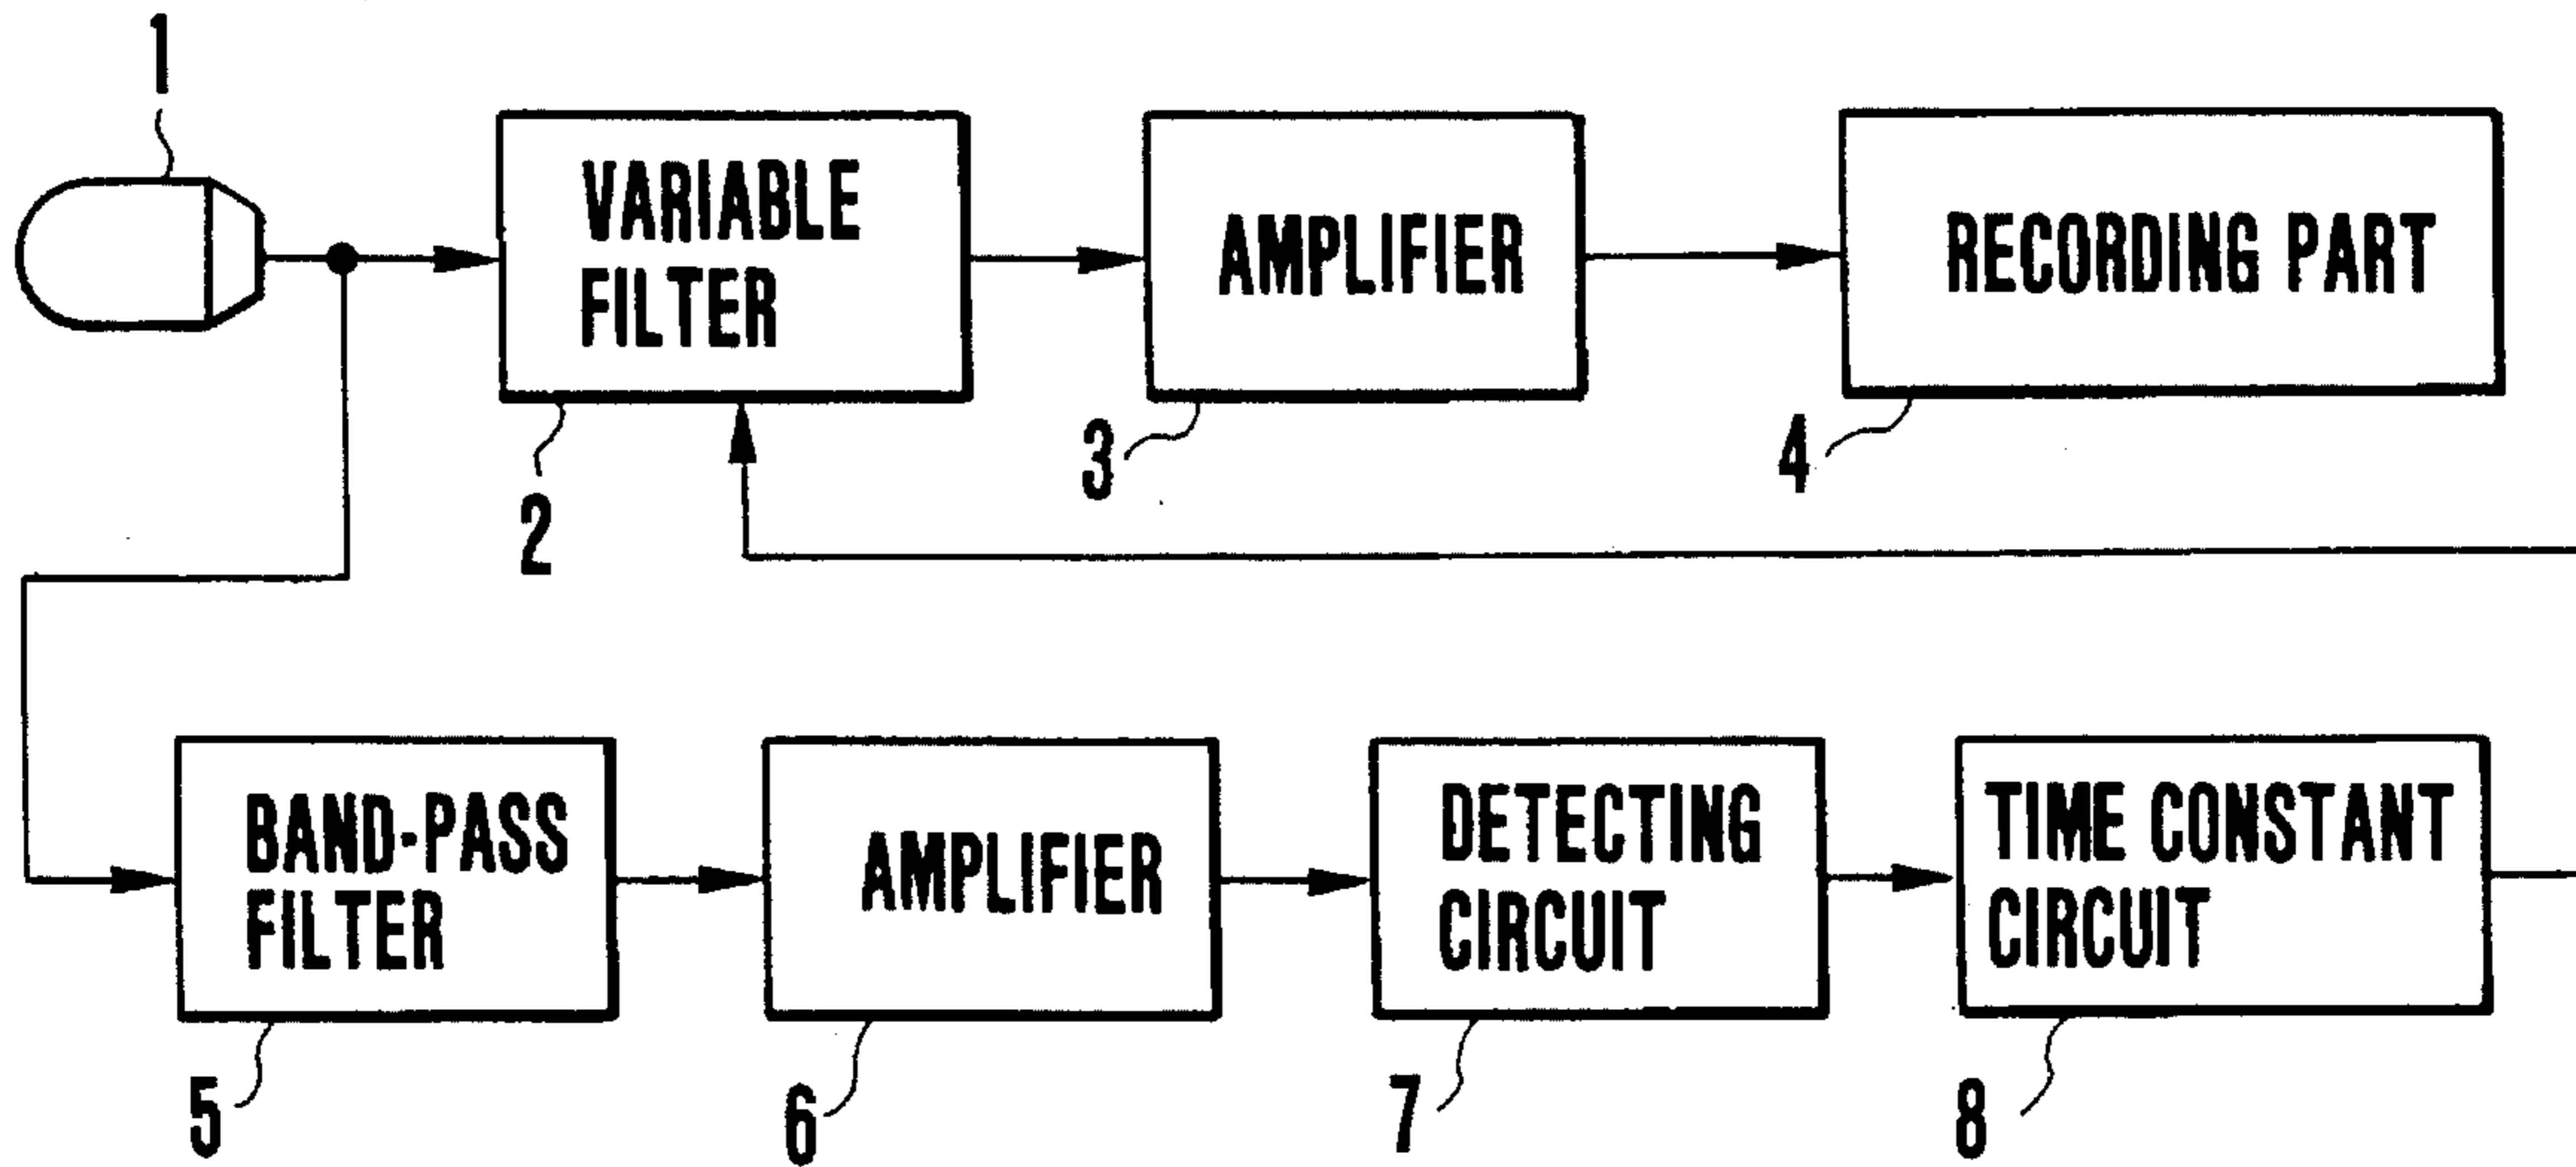 1
VARIABLE
FILTER
AMPLIFIER
RECORDING PART
2
3
4
BAND-PASS
FILTER
AMPLIFIER
DETECTING
CIRCUIT
TIME CONSTANT
CIRCUIT
5
6
7
8